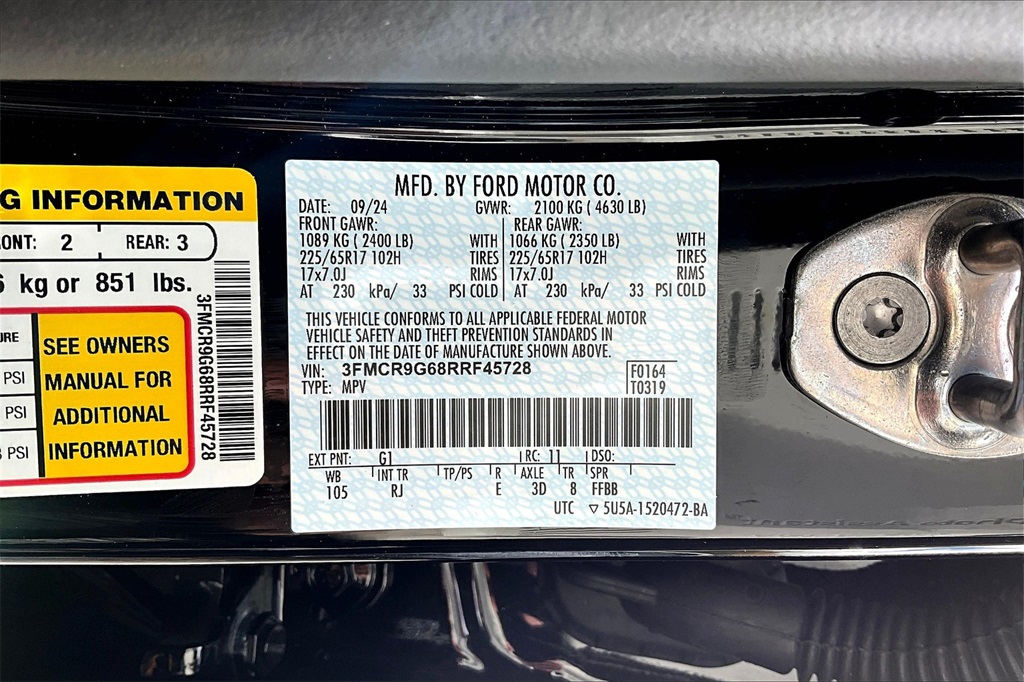 G INFORMATION
ONT: 2 REAR: 3
kg or 851 lbs.
SEE OWNERS
PSI MANUAL FOR
PSI ADDITIONAL
PSI INFORMATION
3FMCR9G68RRF45728
MFD. BY FORD MOTOR CO.
DATE: 09/24 GVWR: 2100 KG ( 4630 LB)
FRONT GAWR: REAR GAWR:
1089 KG (2400 LB) WITH 1066 KG (2350 LB) WITH
225/65R17 102H TIRES 225/65R17 102H TIRES
17x7.0J RIMS 17x7.0J RIMS
AT 230 kPa/ 33 PSI COLD AT 230 kPa/ 33 PSI COLD
THIS VEHICLE CONFORMS TO ALL APPLICABLE FEDERAL MOTOR
VEHICLE SAFETY AND THEFT PREVENTION STANDARDS IN
EFFECT ON THE DATE OF MANUFACTURE SHOWN ABOVE.
VIN: 3FMCR9G68RRF45728 F0164
TYPE: MPV T0319
EXT PNT: G1 RC: 11 DSO:
WB INT TR TP/PS R AXLE TR SPR
105 RJ E 3D 8 FFBB
UTC ▽ 5U5A-1520472-BA